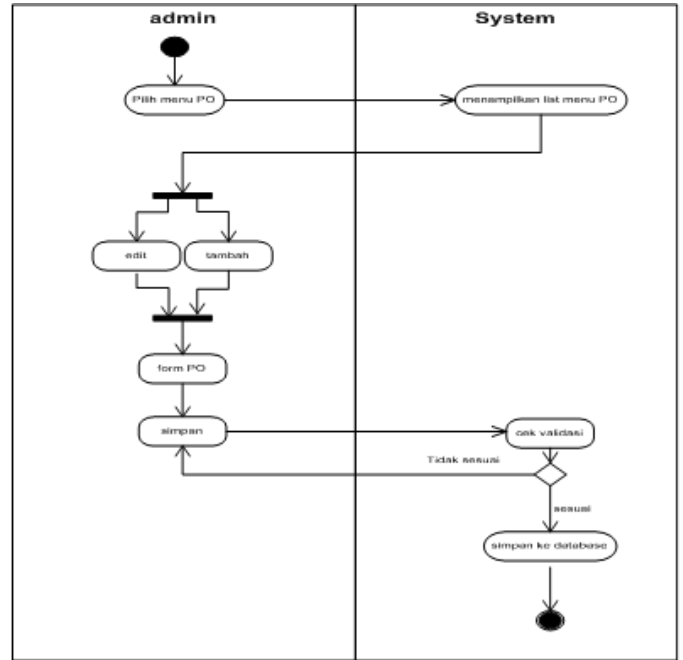 admin
System
Pilih menu PO
menampilkan list menu PO
edit
tambah
form PO
simpan
cek validasi
Tidak sesuai
sesuai
simpan ke database